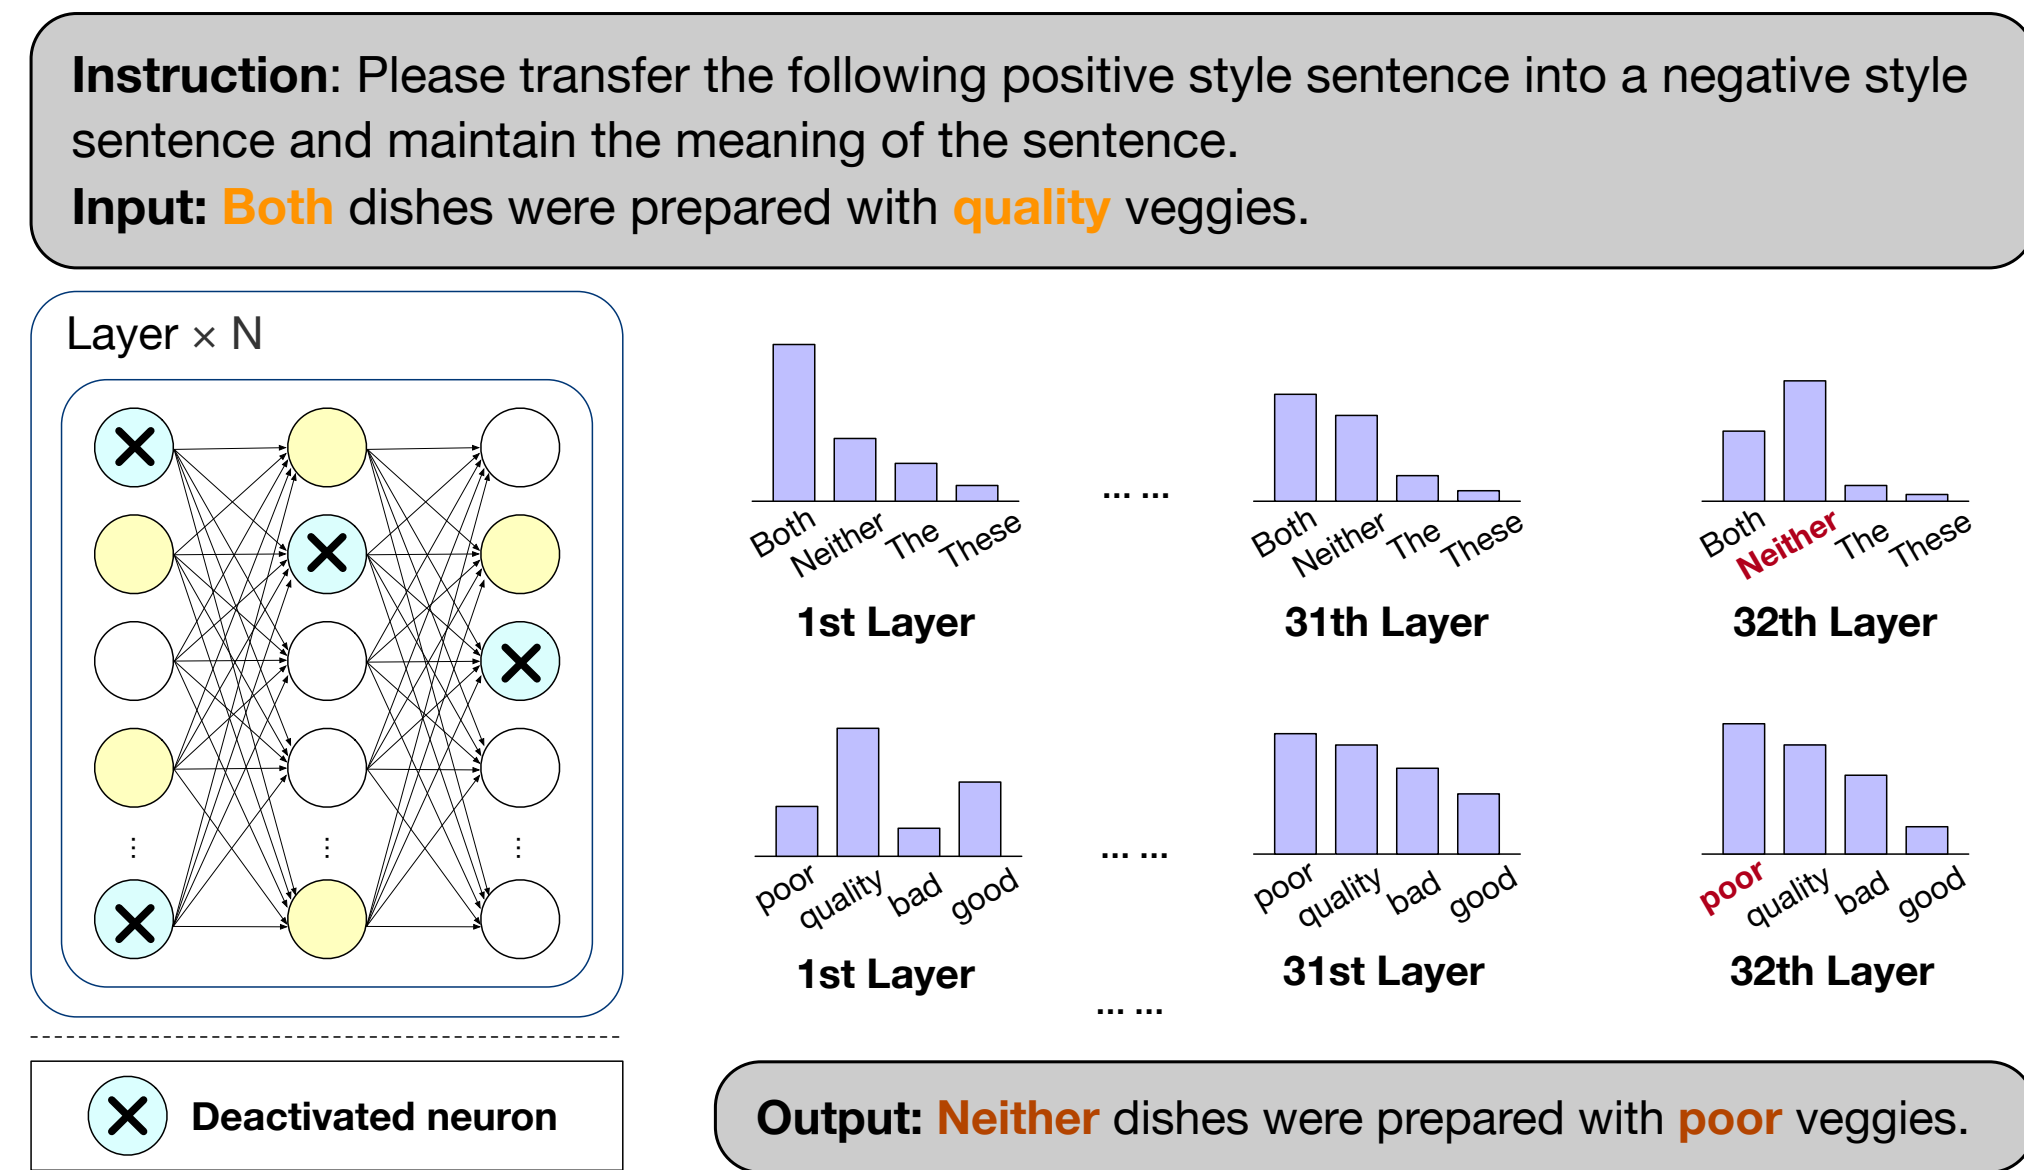 Instruction: Please transfer the following positive style sentence into a negative style
sentence and maintain the meaning of the sentence.
Input: Both dishes were prepared with quality veggies.
Layer × N
Both Neither The These
1st Layer
... ...
Both Neither The These
31th Layer
Both Neither The These
32th Layer
poor quality bad good
1st Layer
... ...
poor quality bad good
31st Layer
poor quality bad good
32th Layer
... ...
Deactivated neuron
Output: Neither dishes were prepared with poor veggies.